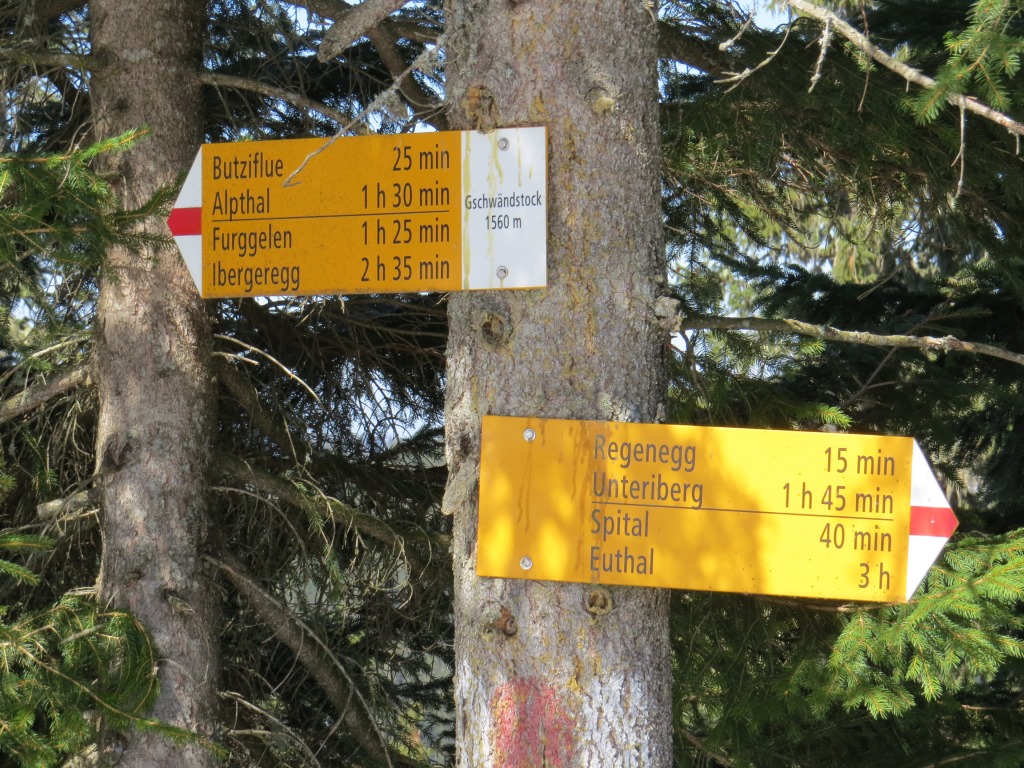 Butziflue 25 min
Alpthal 1 h 30 min
Furggelen 1 h 25 min
Ibergeregg 2 h 35 min
Gschwändstock
1560 m
Regenegg 15 min
Unteriberg 1 h 45 min
Spital 40 min
Euthal 3 h